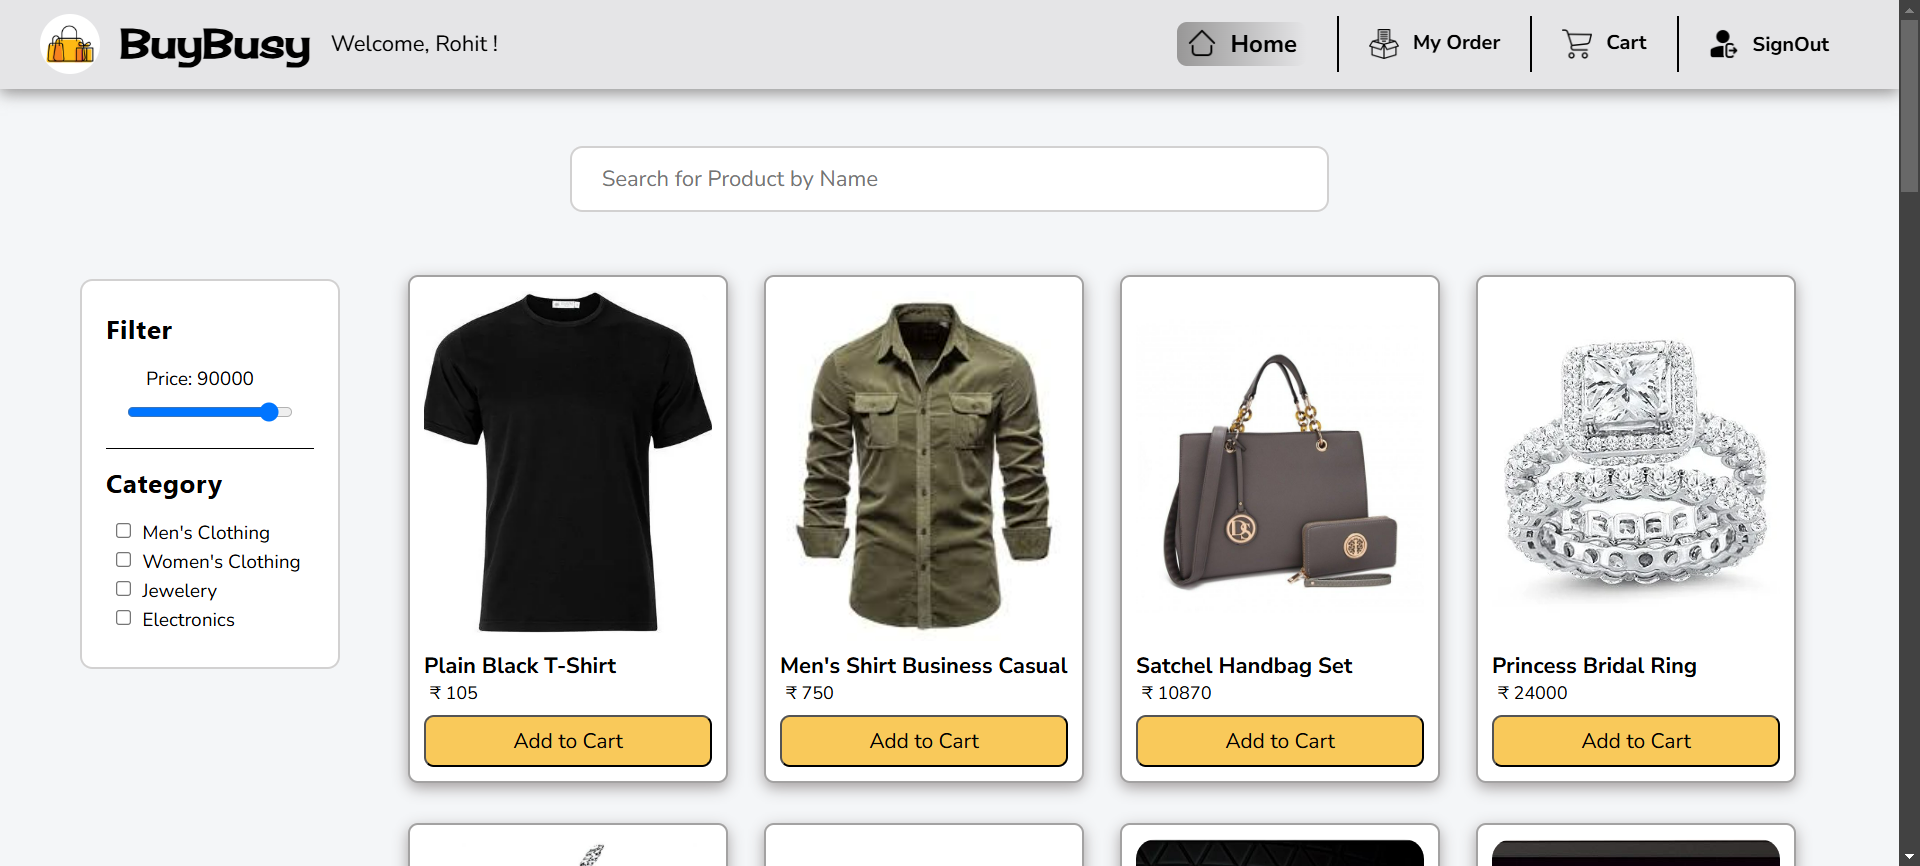 BuyBusy
Welcome, Rohit !
Home
My Order
Cart
SignOut
Search for Product by Name
Filter
Price: 90000
Category
Men's Clothing
Women's Clothing
Jewelery
Electronics
Plain Black T-Shirt
₹ 105
Add to Cart
Men's Shirt Business Casual
₹ 750
Add to Cart
DS
Satchel Handbag Set
₹ 10870
Add to Cart
Princess Bridal Ring
₹ 24000
Add to Cart